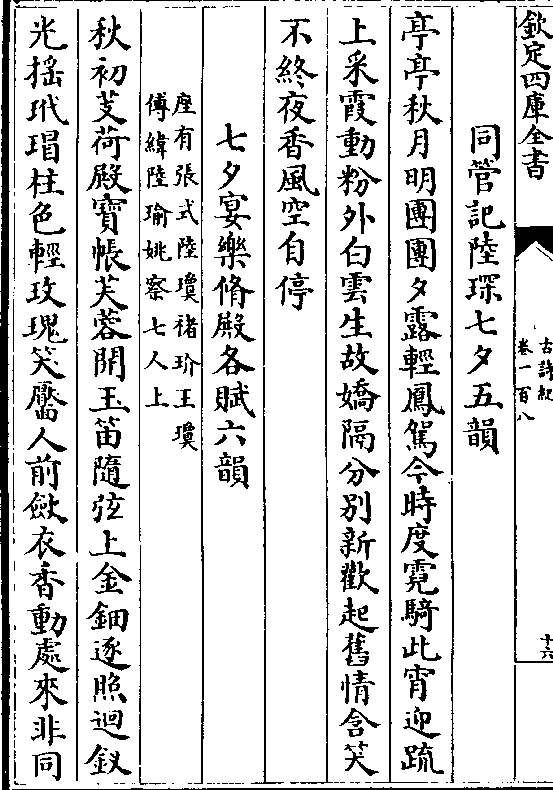 欽定四庫全書
古詩紀
卷一百八
十六
同管記陸琛七夕五韻
亭亭秋月明團團夕露輕鳳駕今時度霓騎此宵迎䟽
上采霞動粉外白雲生故嬌隔分别新歡起舊情含笑
不終夜香風空自停
七夕宴樂脩殿各賦六韻
座有張式陸瓊褚玠王瑗
傅緯陸瑜姚察七人上
秋初芰荷殿寶帳芙蓉開玉笛隨弦上金鈿逐照迴釵
光搖玳瑁柱色輕玫瑰笑靨人前斂衣香動處來非同